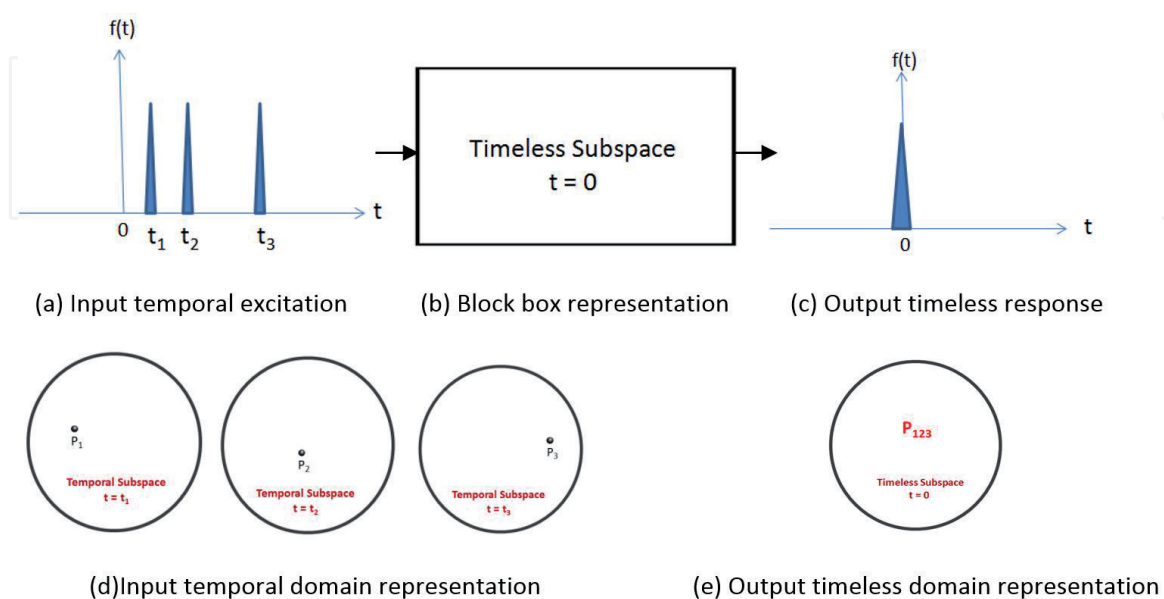 f(t)
0
t1
t2
t3
t
(a) Input temporal excitation
Timeless Subspace
t = 0
(b) Block box representation
f(t)
0
t
(c) Output timeless response
P1
Temporal Subspace
t = t1
P2
Temporal Subspace
t = t2
P3
Temporal Subspace
t = t3
(d)Input temporal domain representation
P123
Timeless Subspace
t = 0
(e) Output timeless domain representation